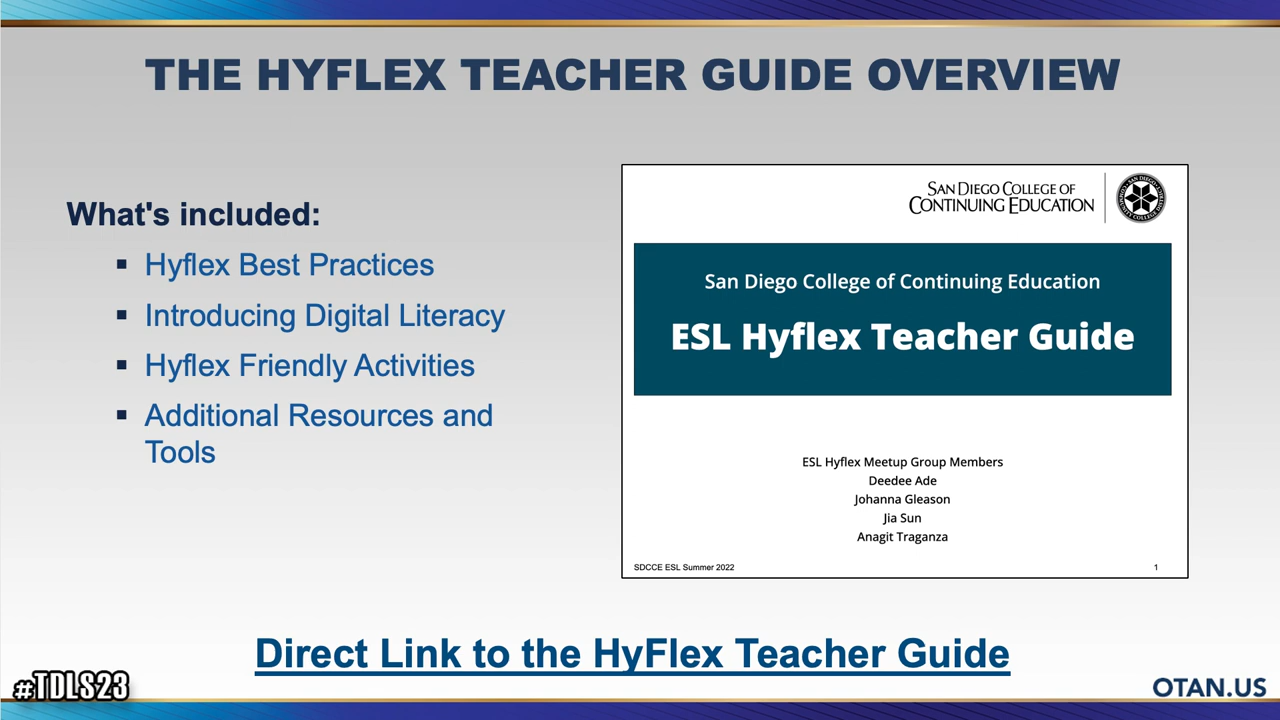 THE HYFLEX TEACHER GUIDE OVERVIEW
What's included:
▪ Hyflex Best Practices
▪ Introducing Digital Literacy
▪ Hyflex Friendly Activities
▪ Additional Resources and
Tools
SAN DIEGO COLLEGE OF
CONTINUING EDUCATION
San Diego College of Continuing Education
ESL Hyflex Teacher Guide
ESL Hyflex Meetup Group Members
Deedee Ade
Johanna Gleason
Jia Sun
Anagit Traganza
SDCCE ESL Summer 2022
1
Direct Link to the HyFlex Teacher Guide
#TDLS23
OTAN.US